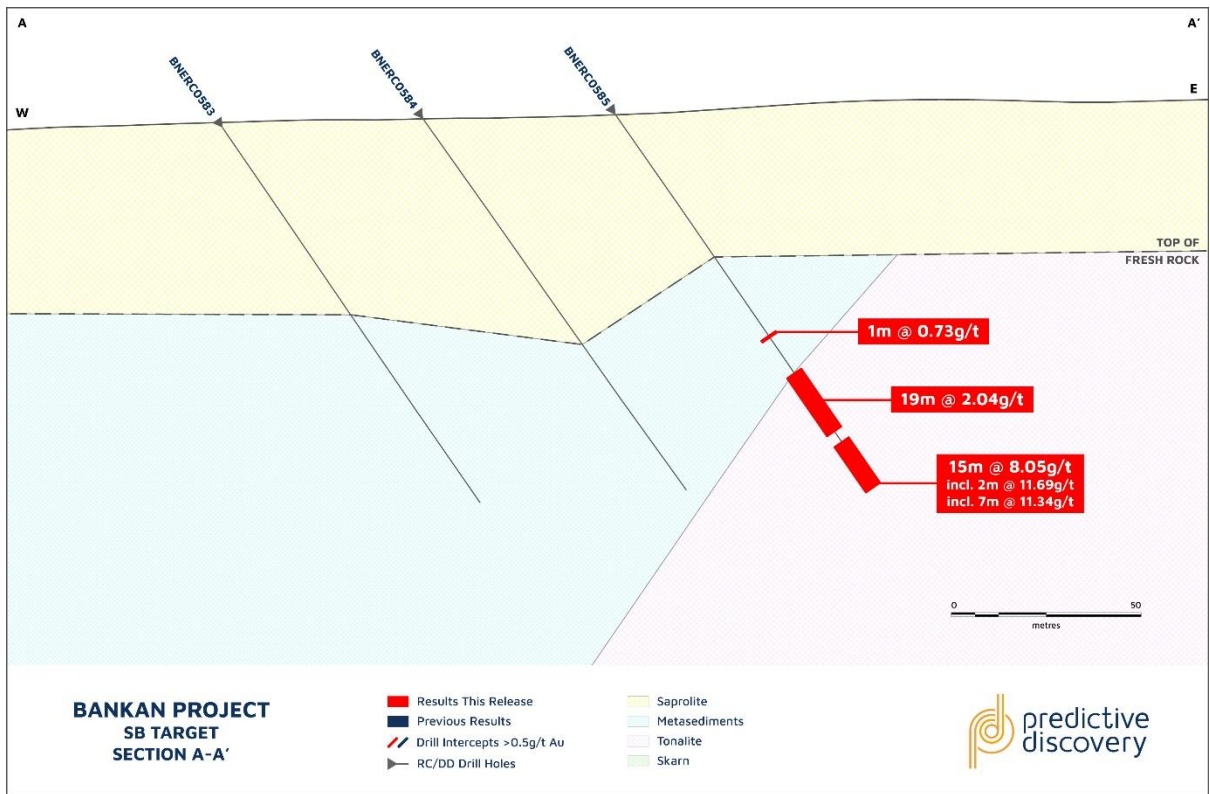 A
A'
BNERC0583
BNERC0584
BNERC0585
W
E
TOP OF
FRESH ROCK
1m @ 0.73g/t
19m @ 2.04g/t
15m @ 8.05g/t
incl. 2m @ 11.69g/t
incl. 7m @ 11.34g/t
0
50
metres
BANKAN PROJECT
SB TARGET
SECTION A-A'
Results This Release
Previous Results
Drill Intercepts >0.5g/t Au
RC/DD Drill Holes
Saprolite
Metasediments
Tonalite
Skarn
predictive
discovery